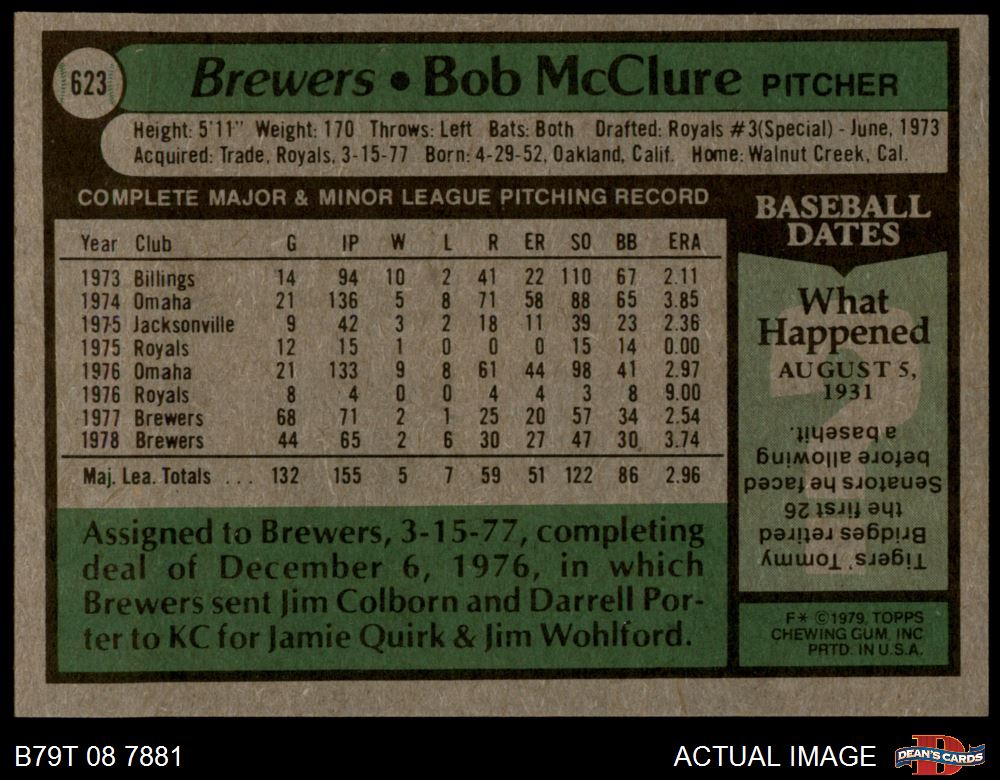 623
Brewers • Bob McClure PITCHER
Height: 5'11" Weight: 170 Throws: Left Bats: Both Drafted: Royals #3(Special) - June, 1973
Acquired: Trade, Royals, 3-15-77 Born: 4-29-52, Oakland, Calif. Home: Walnut Creek, Cal.
COMPLETE MAJOR & MINOR LEAGUE PITCHING RECORD
Year Club G IP W L R ER SO BB ERA
1973 Billings 14 94 10 2 41 22 110 67 2.11
1974 Omaha 21 136 5 8 71 58 88 65 3.85
1975 Jacksonville 9 42 3 2 18 11 39 23 2.36
1975 Royals 12 15 1 0 0 0 15 14 0.00
1976 Omaha 21 133 9 8 61 44 98 41 2.97
1976 Royals 8 4 0 0 4 4 3 8 9.00
1977 Brewers 68 71 2 1 25 20 57 34 2.54
1978 Brewers 44 65 2 6 30 27 47 30 3.74
Maj. Lea. Totals ... 132 155 5 7 59 51 122 86 2.96
Assigned to Brewers, 3-15-77, completing
deal of December 6, 1976, in which
Brewers sent Jim Colborn and Darrell Por-
ter to KC for Jamie Quirk & Jim Wohlford.
BASEBALL
DATES
What
Happened
AUGUST 5,
1931
Tigers' Tommy
Bridges retired
the first 26
Senators he faced
before allowing
a basehit.
F* ©1979, TOPPS
CHEWING GUM, INC
PRTD. IN U.S.A.
B79T 08 7881
ACTUAL IMAGE
DEAN'S CARDS